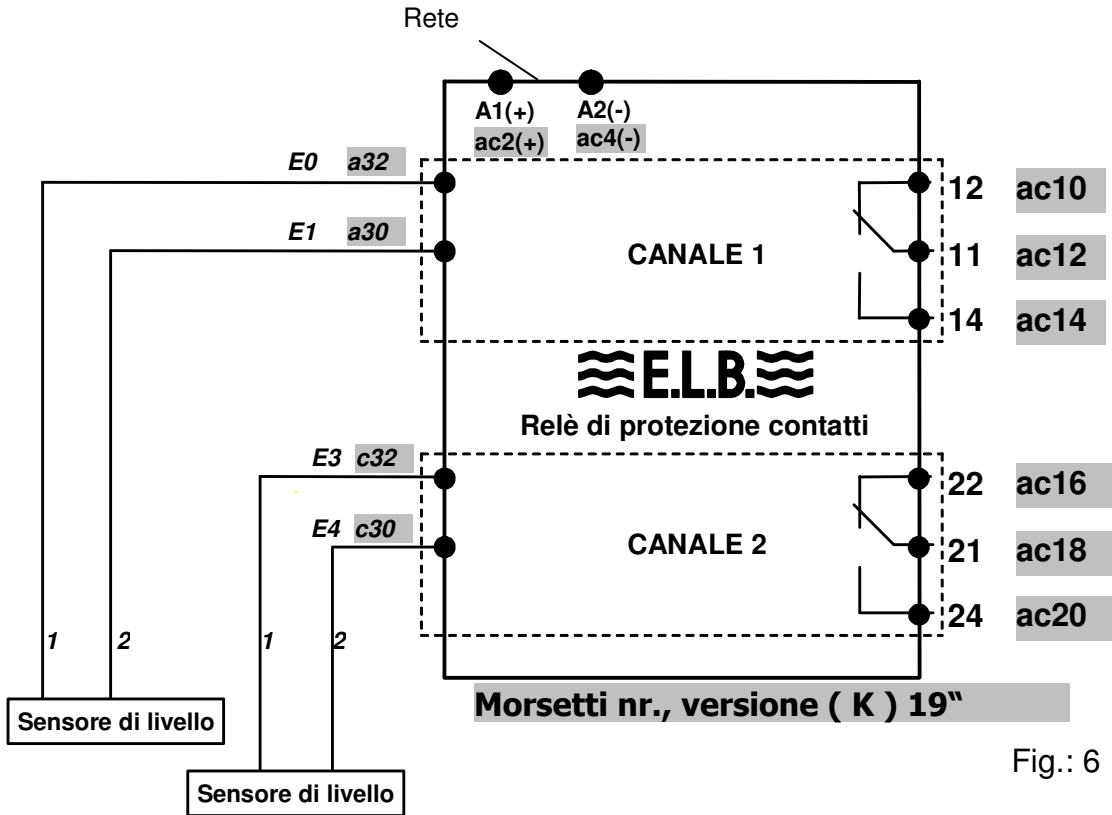 Rete
A1(+) A2(-)
ac2(+) ac4(-)
E0 a32
E1 a30
CANALE 1
12 ac10
11 ac12
14 ac14
E.L.B.
Relè di protezione contatti
E3 c32
E4 c30
CANALE 2
22 ac16
21 ac18
24 ac20
1 2 1 2
Sensore di livello
Sensore di livello
Morsetti nr., versione ( K ) 19“
Fig.: 6